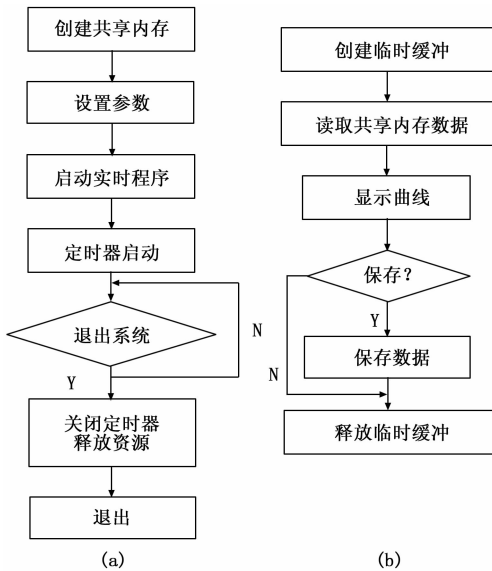 创建共享内存
设置参数
启动实时程序
定时器启动
退出系统
N
Y
关闭定时器
释放资源
退出
(a)
创建临时缓冲
读取共享内存数据
显示曲线
保存?
Y
保存数据
N
释放临时缓冲
(b)